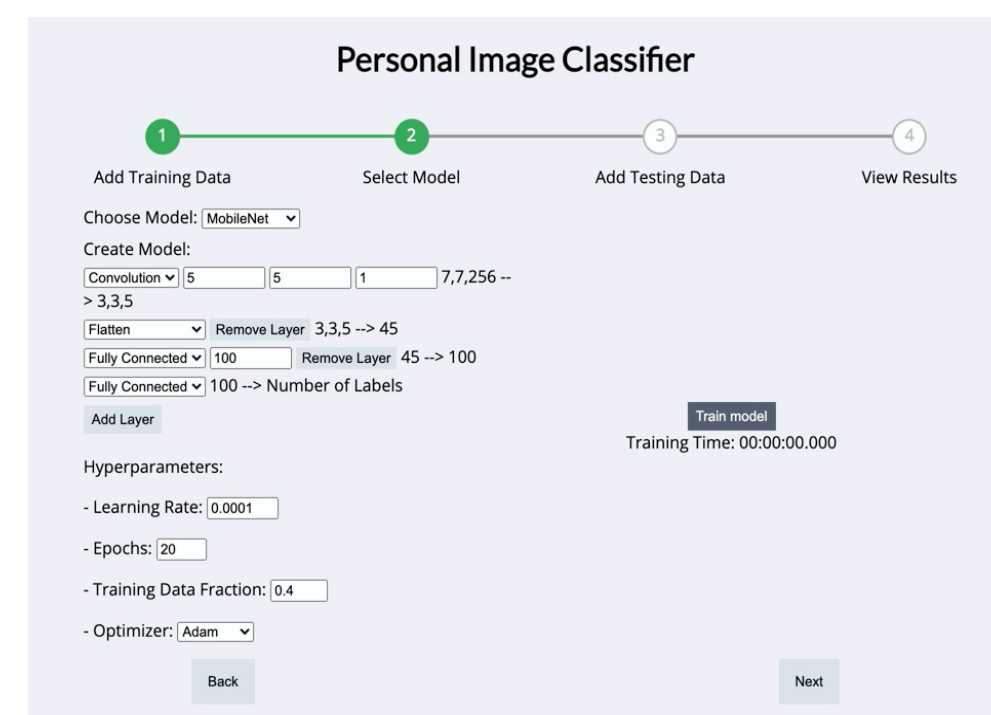 Personal Image Classifier
1 2 3 4
Add Training Data Select Model Add Testing Data View Results
Choose Model: MobileNet
Create Model:
Convolution 5 5 1 7,7,256 --
> 3,3,5
Flatten Remove Layer 3,3,5 --> 45
Fully Connected 100 Remove Layer 45 --> 100
Fully Connected 100 --> Number of Labels
Add Layer
Train model
Training Time: 00:00:00.000
Hyperparameters:
- Learning Rate: 0.0001
- Epochs: 20
- Training Data Fraction: 0.4
- Optimizer: Adam
Back Next